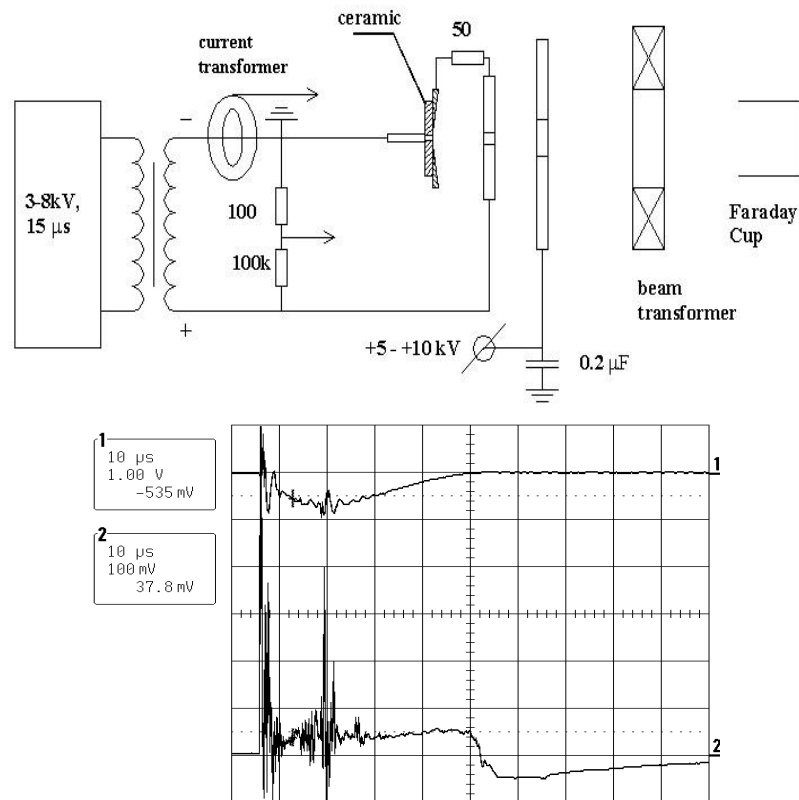 ceramic
50
current
transformer
−
3-8kV,
15 μs
100
100k
+
+5 - +10 kV
0.2 μF
beam
transformer
Faraday
Cup
1
10 μs
1.00 V
-535 mV
2
10 μs
100 mV
37.8 mV
1
2